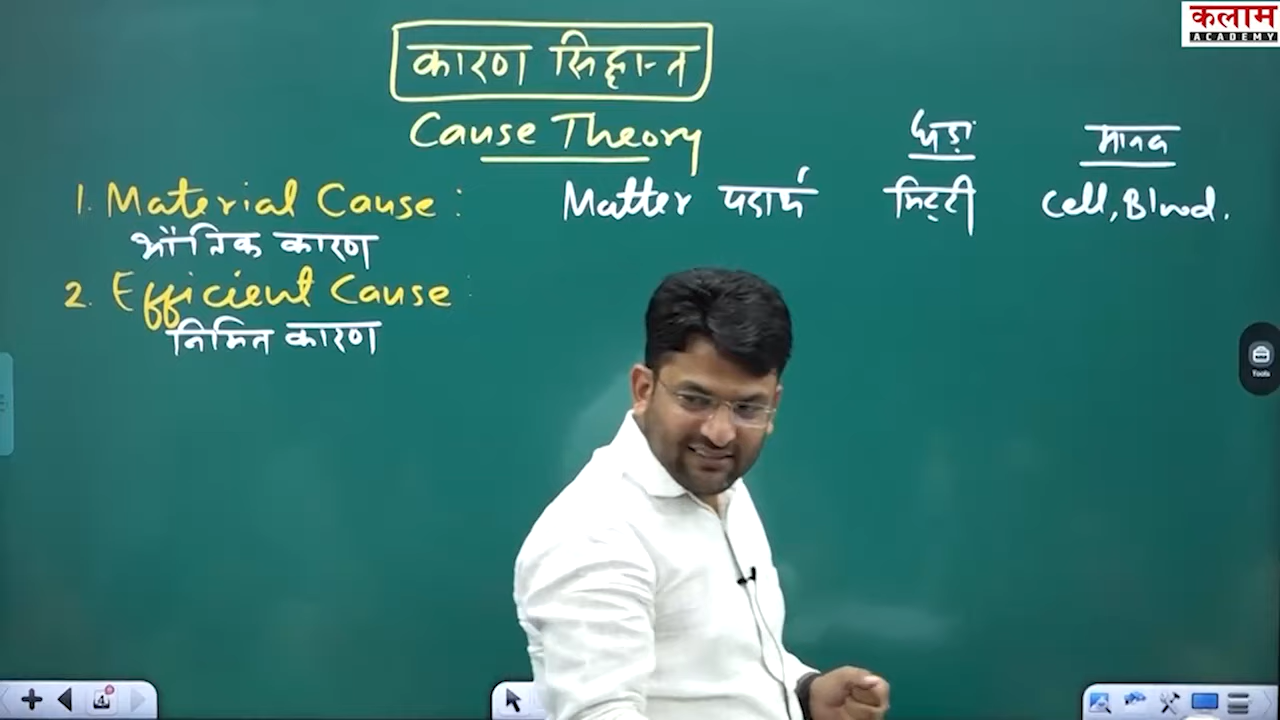 कलाम
ACADEMY
कारण सिद्धान्त
Cause Theory
घड़ा मानव
1. Material Cause : Matter पदार्थ मिट्टी Cell, Blood.
भौतिक कारण
2. Efficient Cause :
निमित कारण
Tools